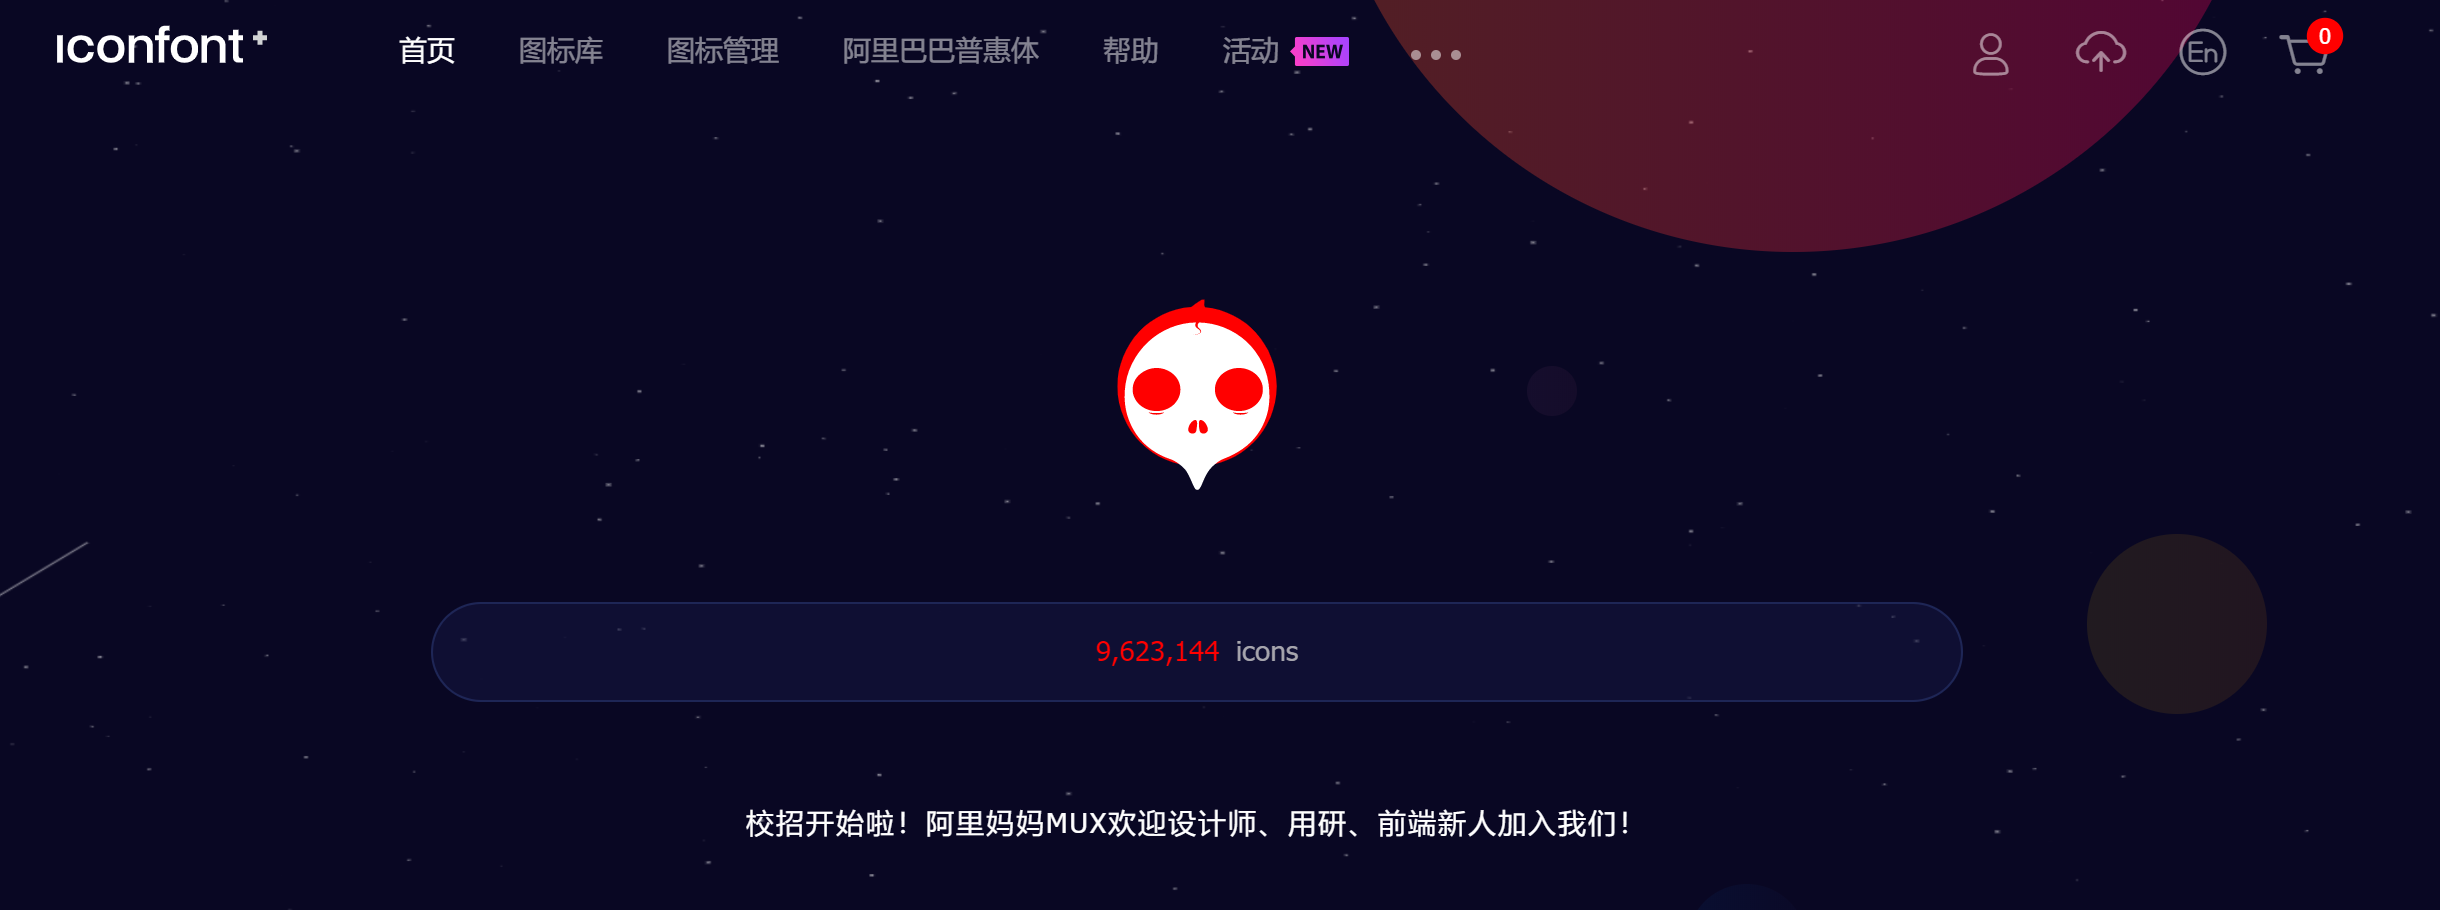 iconfont+
首页 图标库 图标管理 阿里巴巴普惠体 帮助 活动 NEW
En 0
9,623,144 icons
校招开始啦！阿里妈妈MUX欢迎设计师、用研、前端新人加入我们！